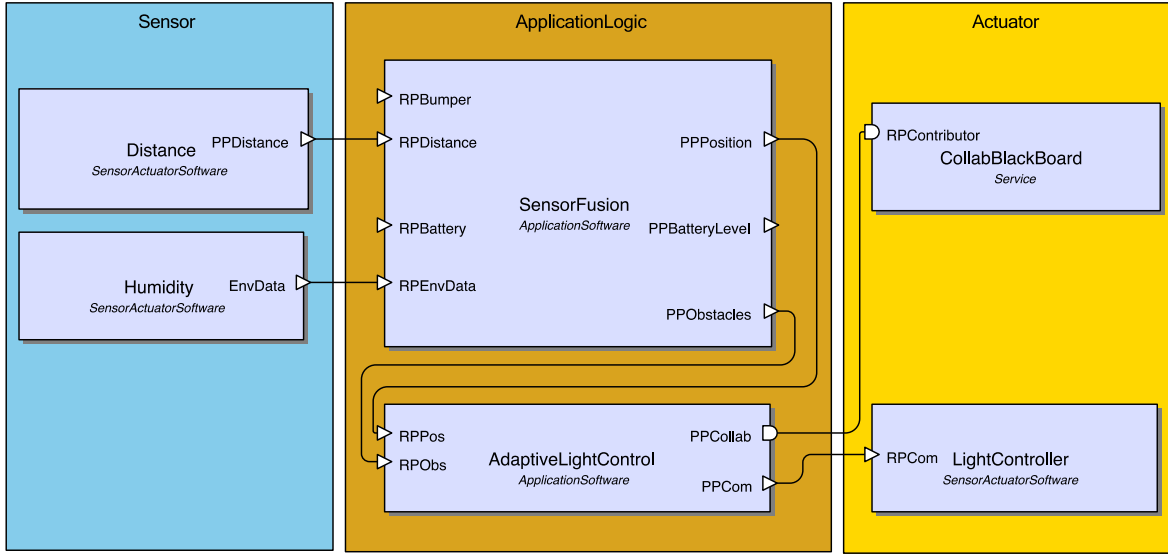 Sensor
Distance
SensorActuatorSoftware
PPDistance
Humidity
SensorActuatorSoftware
EnvData
ApplicationLogic
RPBumper
RPDistance
RPBattery
RPEnvData
SensorFusion
ApplicationSoftware
PPPosition
PPBatteryLevel
PPObstacles
RPPos
RPObs
AdaptiveLightControl
ApplicationSoftware
PPCollab
PPCom
Actuator
RPContributor
CollabBlackBoard
Service
RPCom
LightController
SensorActuatorSoftware